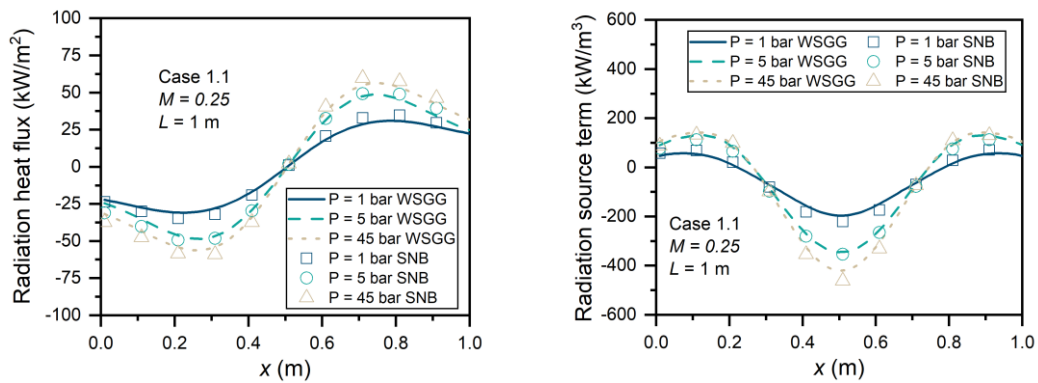 Radiation heat flux (kW/m²)
100
75
50
25
0
-25
-50
-75
-100
Case 1.1
M = 0.25
L = 1 m
P = 1 bar WSGG
P = 5 bar WSGG
P = 45 bar WSGG
P = 1 bar SNB
P = 5 bar SNB
P = 45 bar SNB
0.0 0.2 0.4 0.6 0.8 1.0
x (m)
Radiation source term (kW/m³)
600
400
200
0
-200
-400
-600
P = 1 bar WSGG P = 1 bar SNB
P = 5 bar WSGG P = 5 bar SNB
P = 45 bar WSGG P = 45 bar SNB
Case 1.1
M = 0.25
L = 1 m
0.0 0.2 0.4 0.6 0.8 1.0
x (m)